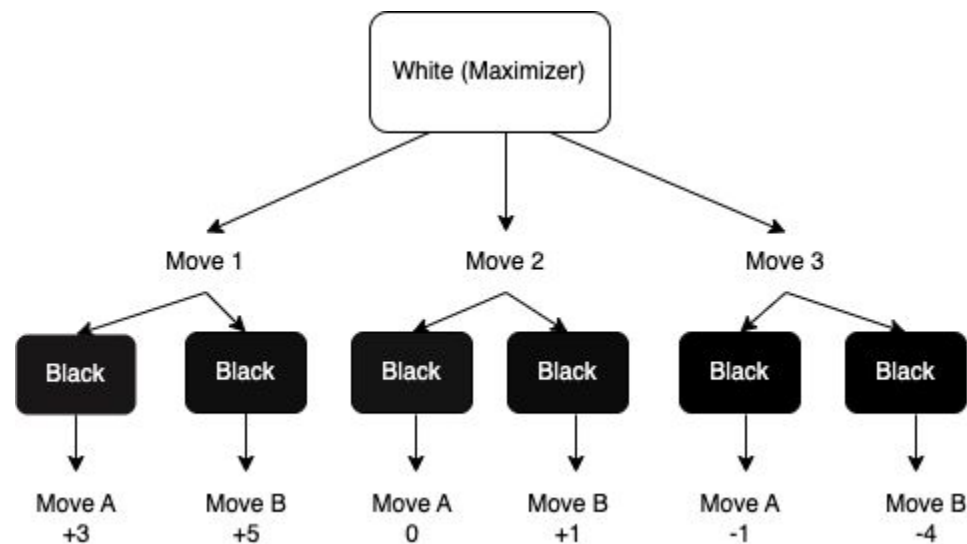 White (Maximizer)
Move 1 Move 2 Move 3
Black Black Black Black Black Black
Move A Move B Move A Move B Move A Move B
+3 +5 0 +1 -1 -4